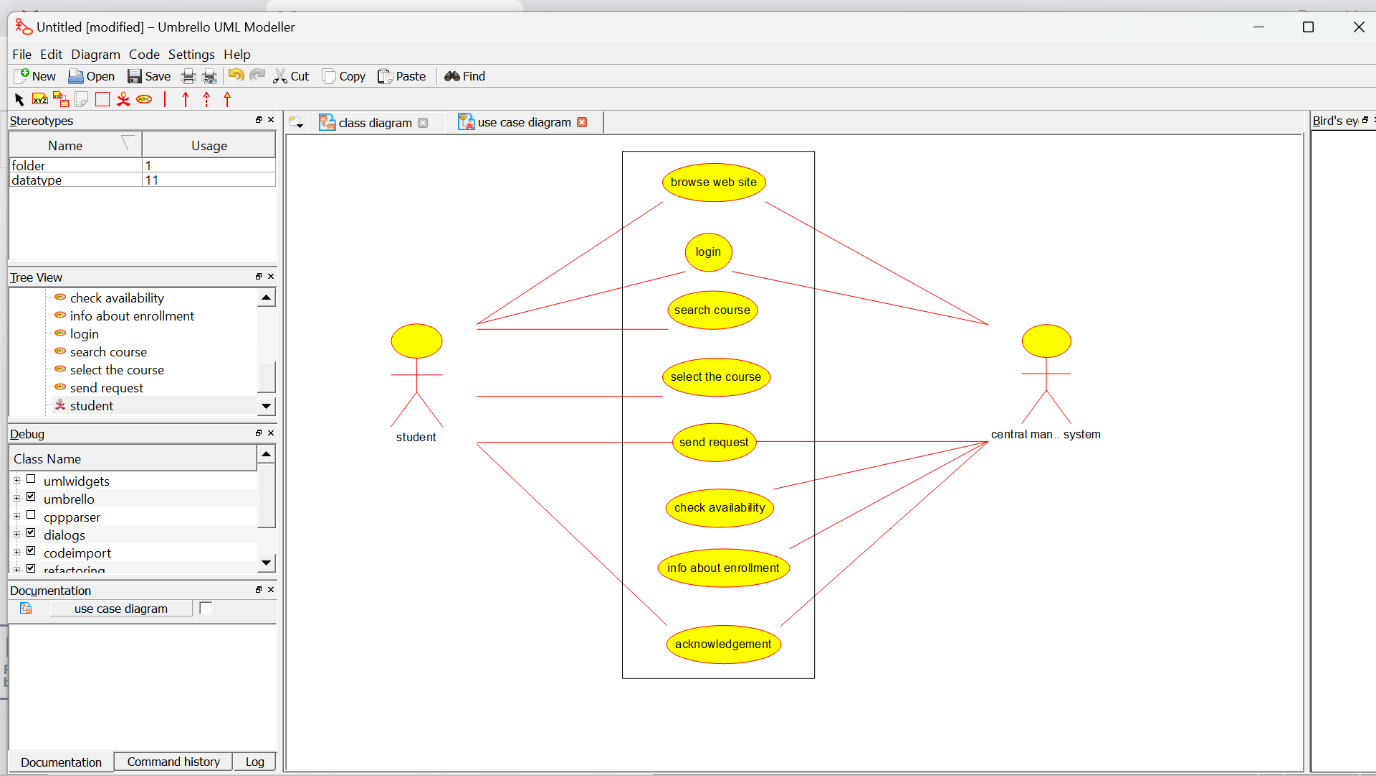 Untitled [modified] – Umbrello UML Modeller
File Edit Diagram Code Settings Help
New Open Save Cut Copy Paste Find
Stereotypes
Name Usage
folder 1
datatype 11
Tree View
check availability
info about enrollment
login
search course
select the course
send request
student
Debug
Class Name
umlwidgets
umbrello
cppparser
dialogs
codeimport
refactoring
Documentation
use case diagram
Documentation Command history Log
class diagram use case diagram
browse web site
login
search course
select the course
send request
check availability
info about enrollment
acknowledgement
student
central man... system
Bird's ey